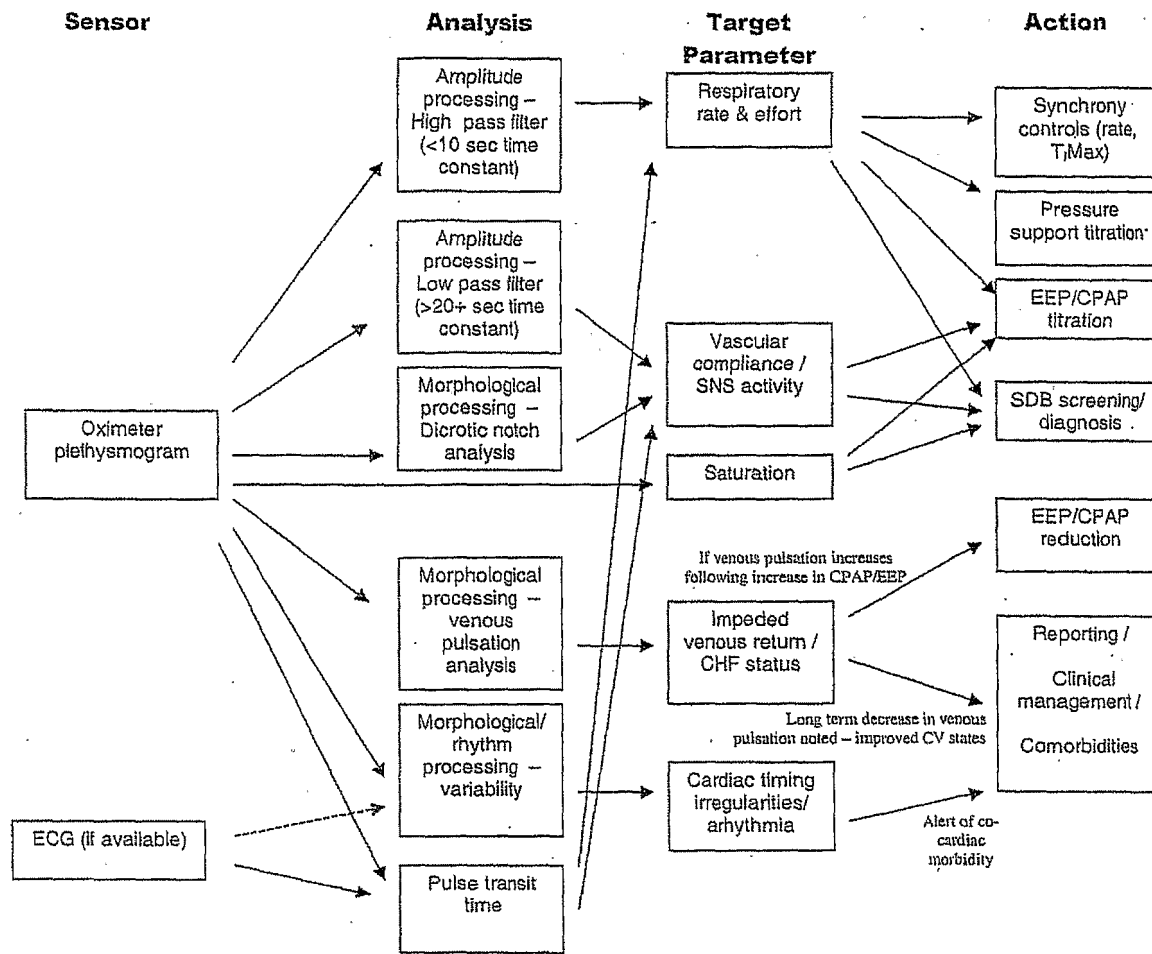 Sensor
Analysis
Target
Parameter
Action
Amplitude
processing –
High pass filter
(<10 sec time
constant)
Respiratory
rate & effort
Synchrony
controls (rate,
TᵢMax)
Pressure
support titration
Amplitude
processing –
Low pass filter
(>20+ sec time
constant)
EEP/CPAP
titration
Vascular
compliance /
SNS activity
Morphological
processing –
Dicrotic notch
analysis
SDB screening/
diagnosis
Oximeter
plethysmogram
Saturation
EEP/CPAP
reduction
If venous pulsation increases
following increase in CPAP/EEP
Morphological
processing –
venous
pulsation
analysis
Impeded
venous return /
CHF status
Reporting /
Clinical
management /
Comorbidities
Long term decrease in venous
pulsation noted – improved CV states
Morphological/
rhythm
processing –
variability
Cardiac timing
irregularities/
arhythmia
Alert of co-
cardiac
morbidity
ECG (if available)
Pulse transit
time